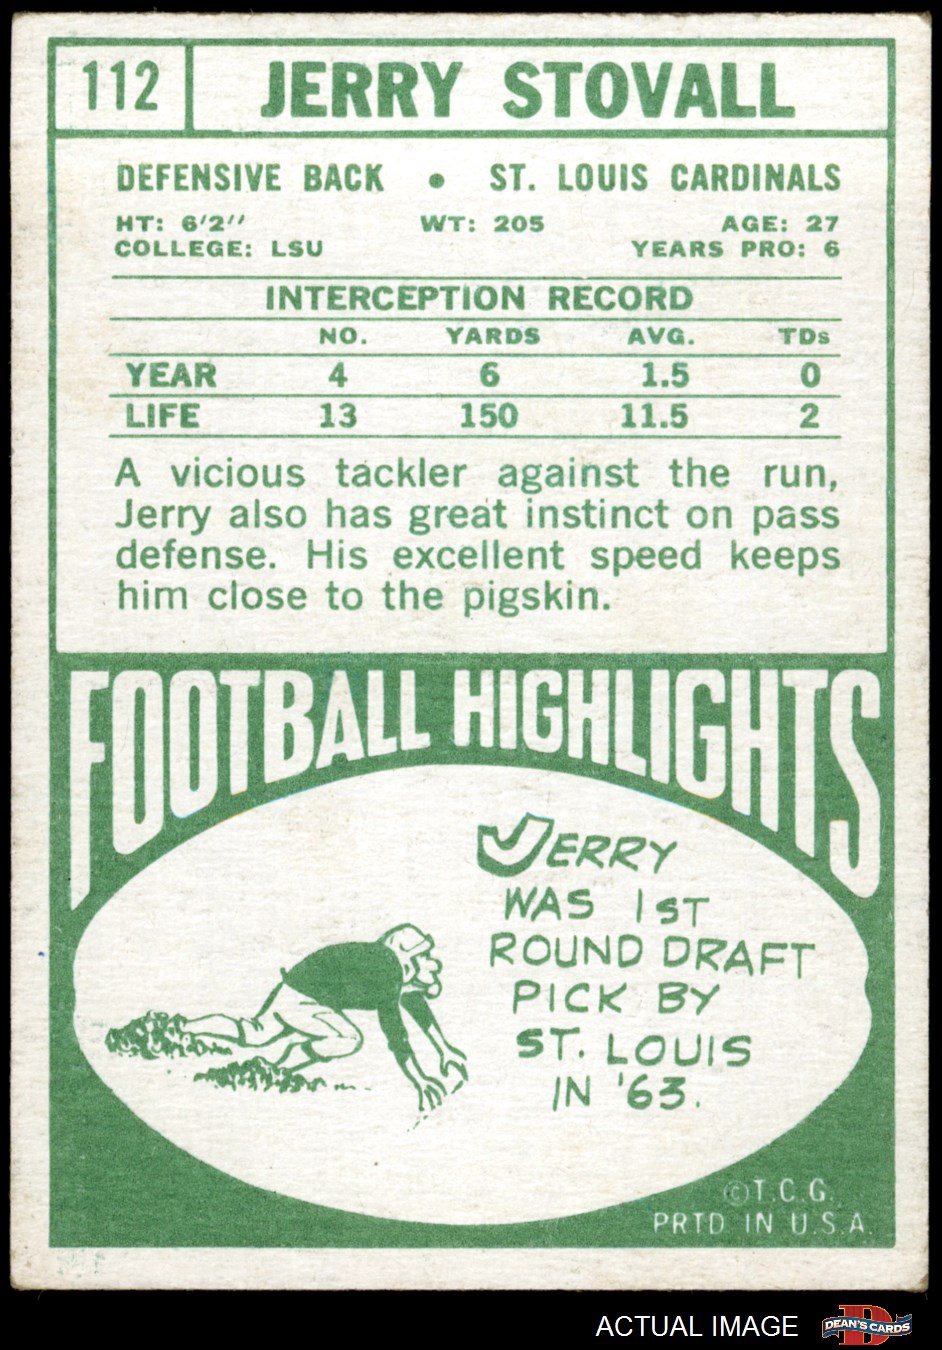 112 JERRY STOVALL
DEFENSIVE BACK • ST. LOUIS CARDINALS
HT: 6'2" WT: 205 AGE: 27
COLLEGE: LSU YEARS PRO: 6
INTERCEPTION RECORD
NO. YARDS AVG. TDs
YEAR 4 6 1.5 0
LIFE 13 150 11.5 2
A vicious tackler against the run,
Jerry also has great instinct on pass
defense. His excellent speed keeps
him close to the pigskin.
FOOTBALL HIGHLIGHTS
JERRY
WAS 1ST
ROUND DRAFT
PICK BY
ST. LOUIS
IN '63.
©T.C.G.
PRTD. IN U.S.A.
ACTUAL IMAGE
DEAN'S CARDS